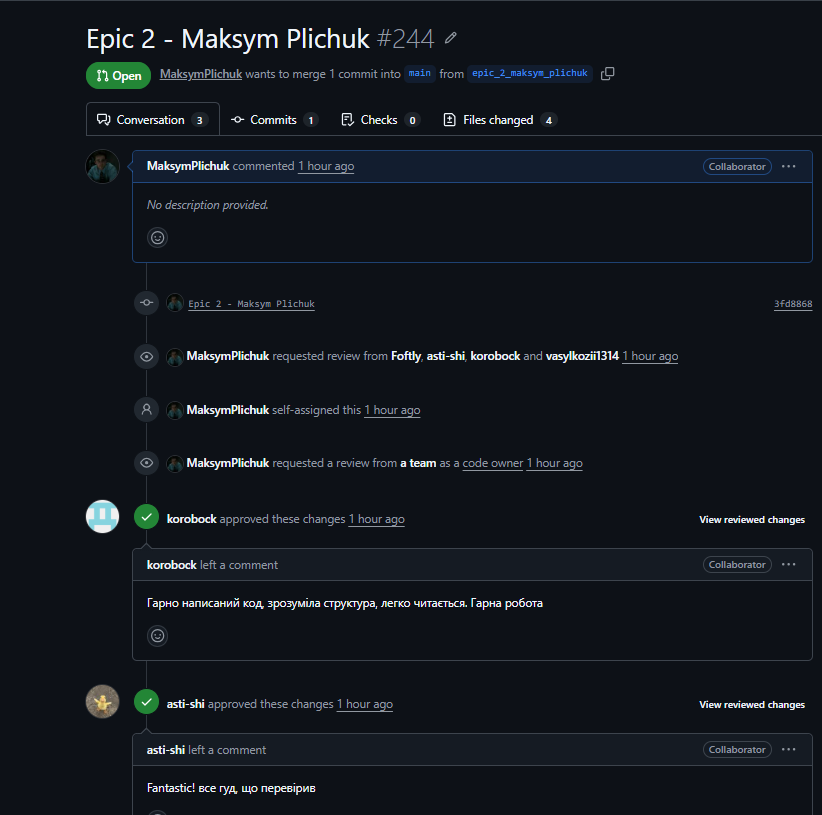 Epic 2 - Maksym Plichuk #244
Open MaksymPlichuk wants to merge 1 commit into main from epic_2_maksym_plichuk
Conversation 3 Commits 1 Checks 0 Files changed 4
MaksymPlichuk commented 1 hour ago Collaborator ...
No description provided.
Epic 2 - Maksym Plichuk 3fd8868
MaksymPlichuk requested review from Foftly, asti-shi, korobock and vasylkozii1314 1 hour ago
MaksymPlichuk self-assigned this 1 hour ago
MaksymPlichuk requested a review from a team as a code owner 1 hour ago
korobock approved these changes 1 hour ago View reviewed changes
korobock left a comment Collaborator ...
Гарно написаний код, зрозуміла структура, легко читається. Гарна робота
asti-shi approved these changes 1 hour ago View reviewed changes
asti-shi left a comment Collaborator ...
Fantastic! все гуд, що перевірив